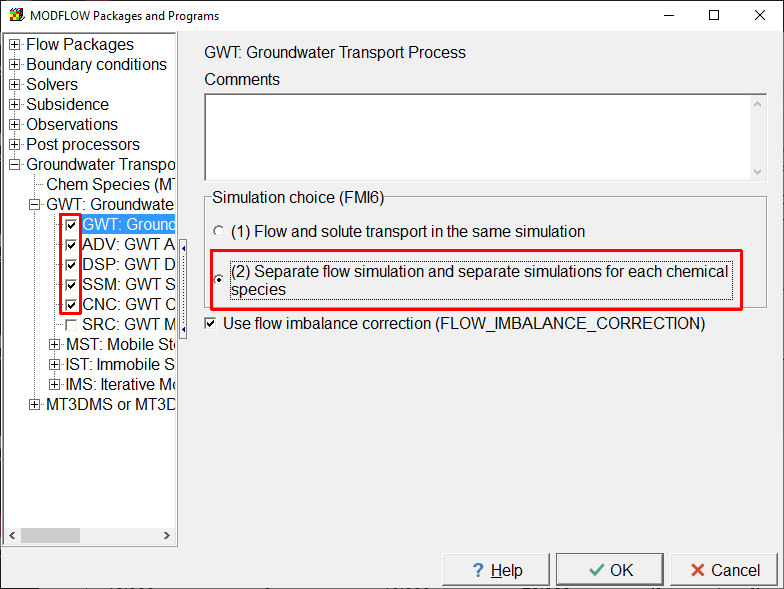 MODFLOW Packages and Programs
Flow Packages
Boundary conditions
Solvers
Subsidence
Observations
Post processors
Groundwater Transpo
Chem Species (MT
GWT: Groundwate
GWT: Ground
ADV: GWT A
DSP: GWT D
SSM: GWT S
CNC: GWT C
SRC: GWT M
MST: Mobile Sto
IST: Immobile S
IMS: Iterative Mo
MT3DMS or MT3D
GWT: Groundwater Transport Process
Comments
Simulation choice (FMI6)
(1) Flow and solute transport in the same simulation
(2) Separate flow simulation and separate simulations for each chemical
species
Use flow imbalance correction (FLOW_IMBALANCE_CORRECTION)
? Help
OK
Cancel